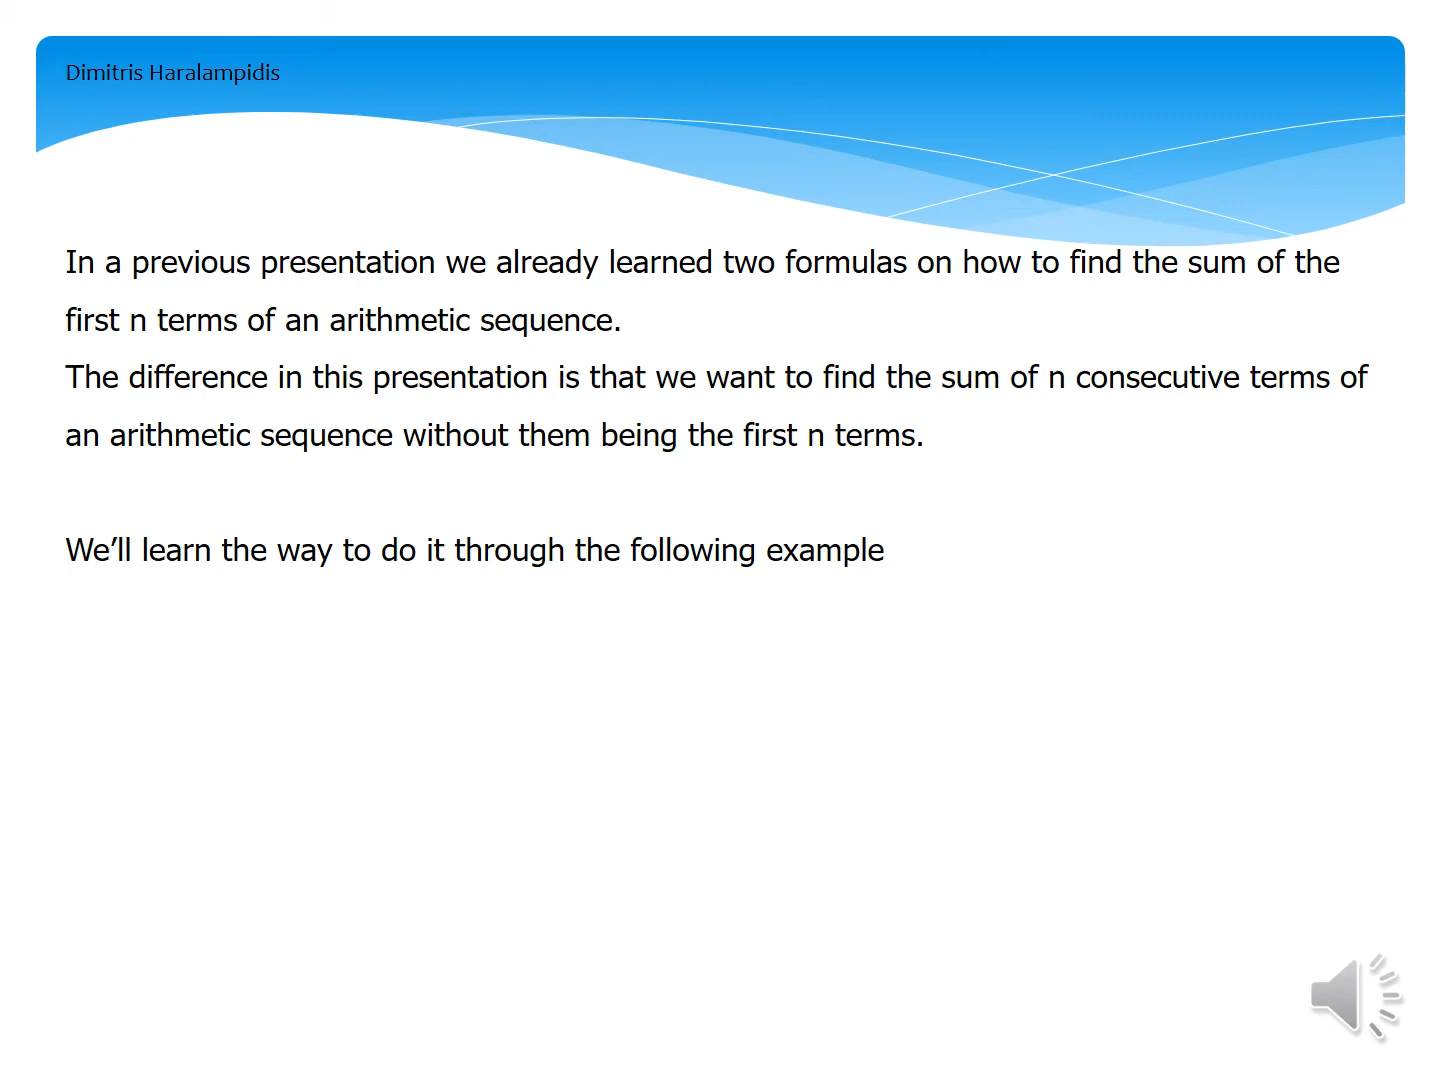 Dimitris Haralampidis
In a previous presentation we already learned two formulas on how to find the sum of the
first n terms of an arithmetic sequence.
The difference in this presentation is that we want to find the sum of n consecutive terms of
an arithmetic sequence without them being the first n terms.
We’ll learn the way to do it through the following example